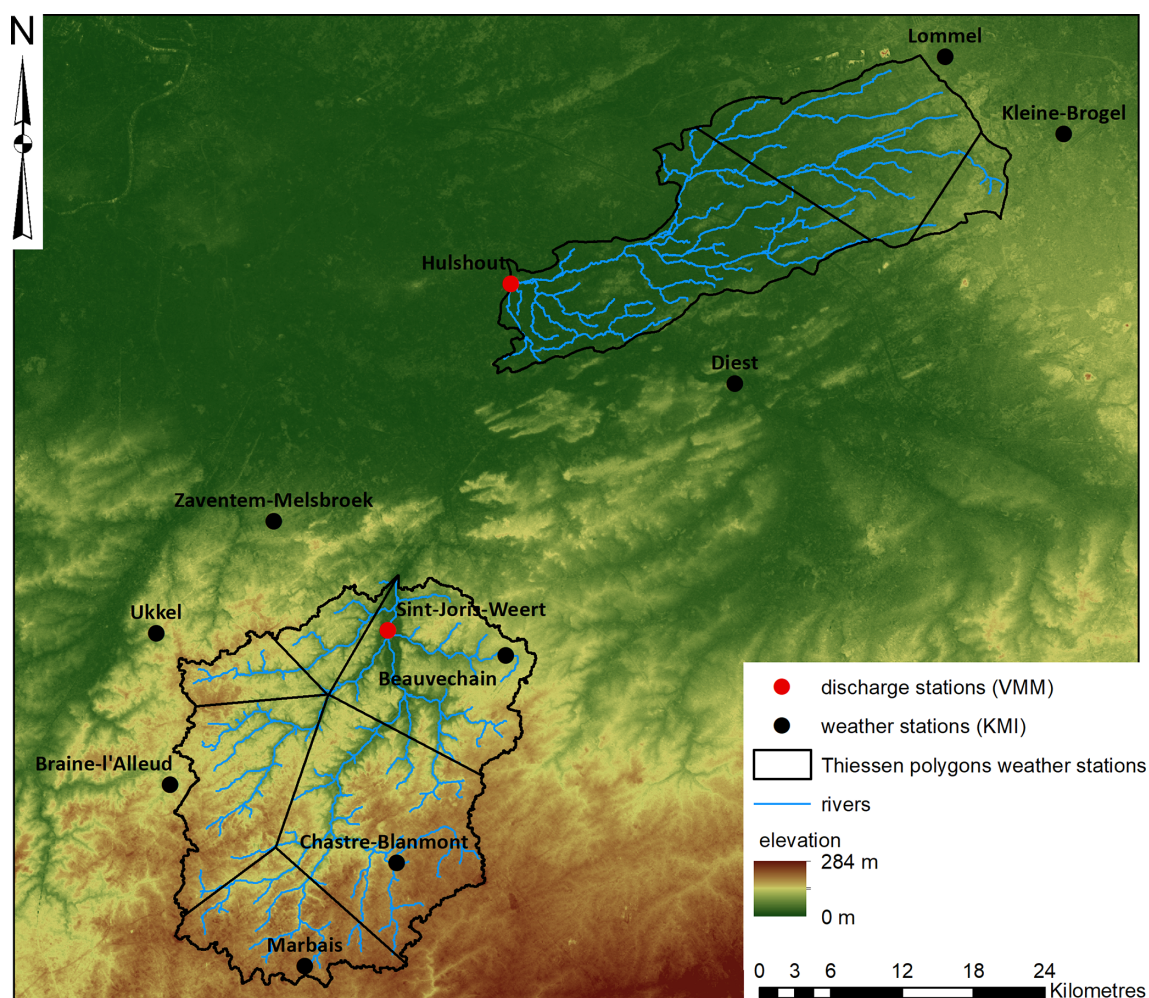 N
Lommel
Kleine-Brogel
Hulshout
Diest
Zaventem-Melsbroek
Ukkel
Sint-Joris-Weert
Beauvechain
Braine-l'Alleud
Chastre-Blanmont
Marbais
discharge stations (VMM)
weather stations (KMI)
Thiessen polygons weather stations
rivers
elevation
284 m
0 m
0 3 6 12 18 24
Kilometres